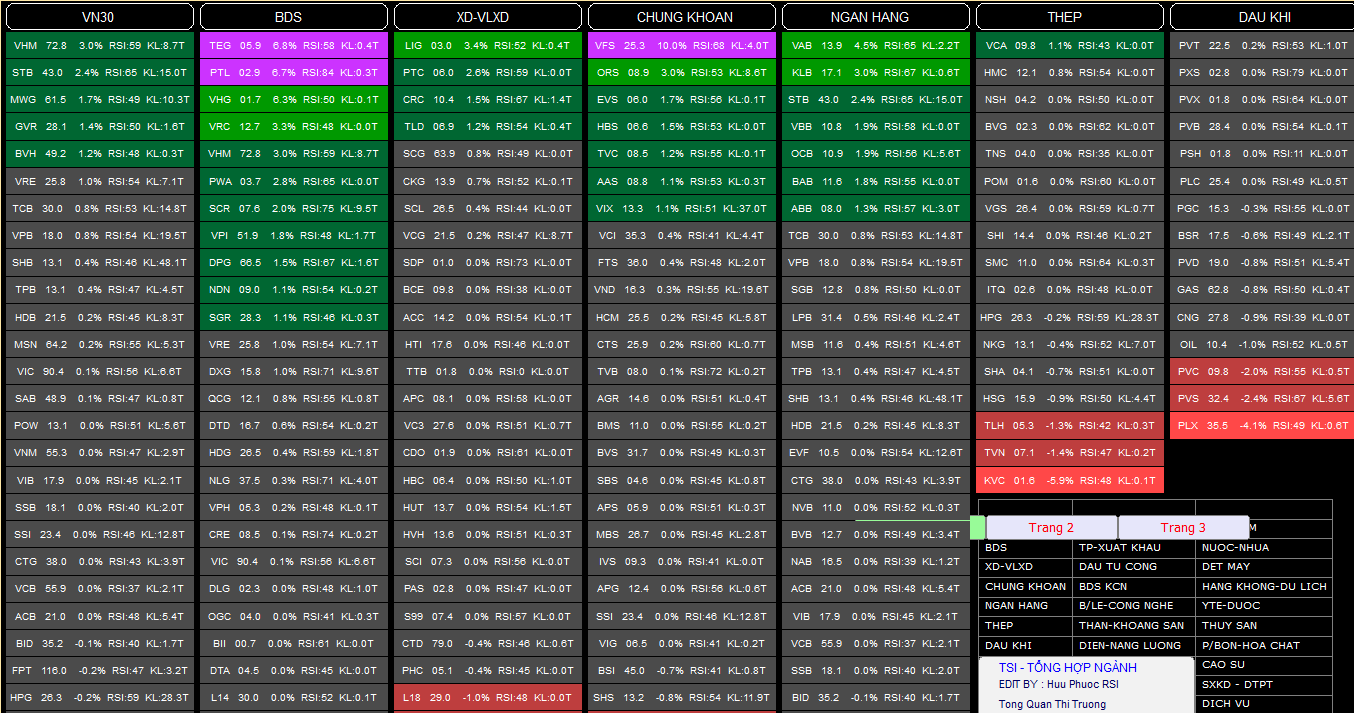 VN30
VHM 72.8 3.0% RSI:59 KL:8.7T
STB 43.0 2.4% RSI:65 KL:15.0T
MWG 61.5 1.7% RSI:49 KL:10.3T
GVR 28.1 1.4% RSI:50 KL:1.6T
BVH 49.2 1.2% RSI:48 KL:0.3T
VRE 25.8 1.0% RSI:54 KL:7.1T
TCB 30.0 0.8% RSI:53 KL:14.8T
VPB 18.0 0.8% RSI:54 KL:19.5T
SHB 13.1 0.4% RSI:46 KL:48.1T
TPB 13.1 0.4% RSI:47 KL:4.5T
HDB 21.5 0.2% RSI:45 KL:8.3T
MSN 64.2 0.2% RSI:55 KL:5.3T
VIC 90.4 0.1% RSI:56 KL:6.6T
SAB 48.9 0.1% RSI:47 KL:0.8T
POW 13.1 0.0% RSI:51 KL:5.6T
VNM 55.3 0.0% RSI:47 KL:2.9T
VIB 17.9 0.0% RSI:45 KL:2.1T
SSB 18.1 0.0% RSI:40 KL:2.0T
SSI 23.4 0.0% RSI:46 KL:12.8T
CTG 38.0 0.0% RSI:43 KL:3.9T
VCB 55.9 0.0% RSI:37 KL:2.1T
ACB 21.0 0.0% RSI:48 KL:5.4T
BID 35.2 -0.1% RSI:40 KL:1.7T
FPT 116.0 -0.2% RSI:47 KL:3.2T
HPG 26.3 -0.2% RSI:59 KL:28.3T
BDS
TEG 05.9 6.8% RSI:58 KL:0.4T
PTL 02.9 6.7% RSI:84 KL:0.3T
VHG 01.7 6.3% RSI:50 KL:0.1T
VRC 12.7 3.3% RSI:48 KL:0.0T
VHM 72.8 3.0% RSI:59 KL:8.7T
PWA 03.7 2.8% RSI:65 KL:0.0T
SCR 07.6 2.0% RSI:75 KL:9.5T
VPI 51.9 1.8% RSI:48 KL:1.7T
DPG 66.5 1.5% RSI:67 KL:1.6T
NDN 09.0 1.1% RSI:54 KL:0.2T
SGR 28.3 1.1% RSI:46 KL:0.3T
VRE 25.8 1.0% RSI:54 KL:7.1T
DXG 15.8 1.0% RSI:71 KL:9.6T
QCG 12.1 0.8% RSI:55 KL:0.8T
DTD 16.7 0.6% RSI:54 KL:0.2T
HDG 26.5 0.4% RSI:59 KL:1.8T
NLG 37.5 0.3% RSI:71 KL:4.0T
VPH 05.3 0.2% RSI:48 KL:0.1T
CRE 08.5 0.1% RSI:74 KL:0.2T
VIC 90.4 0.1% RSI:56 KL:6.6T
DLG 02.3 0.0% RSI:48 KL:1.0T
OGC 04.0 0.0% RSI:41 KL:0.3T
BII 00.7 0.0% RSI:61 KL:0.0T
DTA 04.5 0.0% RSI:45 KL:0.0T
L14 30.0 0.0% RSI:52 KL:0.1T
XD-VLXD
LIG 03.0 3.4% RSI:52 KL:0.4T
PTC 06.0 2.6% RSI:59 KL:0.0T
CRC 10.4 1.5% RSI:67 KL:1.4T
TLD 06.9 1.2% RSI:54 KL:0.4T
SCG 63.9 0.8% RSI:49 KL:0.0T
CKG 13.9 0.7% RSI:52 KL:0.1T
SCL 26.5 0.4% RSI:44 KL:0.0T
VCG 21.5 0.2% RSI:47 KL:8.7T
SDP 01.0 0.0% RSI:73 KL:0.0T
BCE 09.8 0.0% RSI:38 KL:0.0T
ACC 14.2 0.0% RSI:54 KL:0.1T
HTI 17.6 0.0% RSI:46 KL:0.0T
TTB 01.8 0.0% RSI:0 KL:0.0T
APC 08.1 0.0% RSI:58 KL:0.0T
VC3 27.6 0.0% RSI:51 KL:0.7T
CDO 01.9 0.0% RSI:61 KL:0.0T
HBC 06.4 0.0% RSI:50 KL:1.0T
HUT 13.7 0.0% RSI:54 KL:1.5T
HVH 13.6 0.0% RSI:51 KL:0.3T
SCI 07.3 0.0% RSI:56 KL:0.0T
PAS 02.8 0.0% RSI:47 KL:0.0T
S99 07.4 0.0% RSI:57 KL:0.0T
CTD 79.0 -0.4% RSI:46 KL:0.6T
PHC 05.1 -0.4% RSI:45 KL:0.0T
L18 29.0 -1.0% RSI:48 KL:0.0T
CHUNG KHOAN
VFS 25.3 10.0% RSI:68 KL:4.0T
ORS 08.9 3.0% RSI:53 KL:8.6T
EVS 06.0 1.7% RSI:56 KL:0.1T
HBS 06.6 1.5% RSI:53 KL:0.0T
TVC 08.5 1.2% RSI:55 KL:0.1T
AAS 08.8 1.1% RSI:53 KL:0.3T
VIX 13.3 1.1% RSI:51 KL:37.0T
VCI 35.3 0.4% RSI:41 KL:4.4T
FTS 36.0 0.4% RSI:48 KL:2.0T
VND 16.3 0.3% RSI:55 KL:19.6T
HCM 25.5 0.2% RSI:45 KL:5.8T
CTS 25.9 0.2% RSI:60 KL:0.7T
TVB 08.0 0.1% RSI:72 KL:0.2T
AGR 14.6 0.0% RSI:51 KL:0.4T
BMS 11.0 0.0% RSI:55 KL:0.2T
BVS 31.7 0.0% RSI:49 KL:0.3T
SBS 04.6 0.0% RSI:45 KL:0.8T
APS 05.9 0.0% RSI:51 KL:0.3T
MBS 26.7 0.0% RSI:45 KL:2.8T
IVS 09.3 0.0% RSI:41 KL:0.0T
APG 12.4 0.0% RSI:56 KL:0.6T
SSI 23.4 0.0% RSI:46 KL:12.8T
VIG 06.5 0.0% RSI:41 KL:0.2T
BSI 45.0 -0.7% RSI:41 KL:0.8T
SHS 13.2 -0.8% RSI:54 KL:11.9T
NGAN HANG
VAB 13.9 4.5% RSI:65 KL:2.2T
KLB 17.1 3.0% RSI:67 KL:0.6T
STB 43.0 2.4% RSI:65 KL:15.0T
VBB 10.8 1.9% RSI:58 KL:0.0T
OCB 10.9 1.9% RSI:56 KL:5.6T
BAB 11.6 1.8% RSI:55 KL:0.0T
ABB 08.0 1.3% RSI:57 KL:3.0T
TCB 30.0 0.8% RSI:53 KL:14.8T
VPB 18.0 0.8% RSI:54 KL:19.5T
SGB 12.8 0.8% RSI:50 KL:0.0T
LPB 31.4 0.5% RSI:46 KL:2.4T
MSB 11.6 0.4% RSI:51 KL:4.6T
TPB 13.1 0.4% RSI:47 KL:4.5T
SHB 13.1 0.4% RSI:46 KL:48.1T
HDB 21.5 0.2% RSI:45 KL:8.3T
EVF 10.5 0.0% RSI:54 KL:12.6T
CTG 38.0 0.0% RSI:43 KL:3.9T
NVB 11.0 0.0% RSI:52 KL:0.3T
BVB 12.7 0.0% RSI:49 KL:3.4T
NAB 16.5 0.0% RSI:39 KL:1.2T
ACB 21.0 0.0% RSI:48 KL:5.4T
VIB 17.9 0.0% RSI:45 KL:2.1T
VCB 55.9 0.0% RSI:37 KL:2.1T
SSB 18.1 0.0% RSI:40 KL:2.0T
BID 35.2 -0.1% RSI:40 KL:1.7T
THEP
VCA 09.8 1.1% RSI:43 KL:0.0T
HMC 12.1 0.8% RSI:54 KL:0.0T
NSH 04.2 0.0% RSI:50 KL:0.0T
BVG 02.3 0.0% RSI:62 KL:0.0T
TNS 04.0 0.0% RSI:35 KL:0.0T
POM 01.6 0.0% RSI:60 KL:0.0T
VGS 26.4 0.0% RSI:59 KL:0.7T
SHI 14.4 0.0% RSI:46 KL:0.2T
SMC 11.0 0.0% RSI:64 KL:0.3T
ITQ 02.6 0.0% RSI:48 KL:0.0T
HPG 26.3 -0.2% RSI:59 KL:28.3T
NKG 13.1 -0.4% RSI:52 KL:7.0T
SHA 04.1 -0.7% RSI:51 KL:0.0T
HSG 15.9 -0.9% RSI:50 KL:4.4T
TLH 05.3 -1.3% RSI:42 KL:0.3T
TVN 07.1 -1.4% RSI:47 KL:0.2T
KVC 01.6 -5.9% RSI:48 KL:0.1T
DAU KHI
PVT 22.5 0.2% RSI:53 KL:1.0T
PXS 02.8 0.0% RSI:79 KL:0.0T
PVX 01.8 0.0% RSI:64 KL:0.0T
PVB 28.4 0.0% RSI:54 KL:0.1T
PSH 01.8 0.0% RSI:11 KL:0.0T
PLC 25.4 0.0% RSI:49 KL:0.5T
PGC 15.3 -0.3% RSI:55 KL:0.0T
BSR 17.5 -0.6% RSI:49 KL:2.1T
PVD 19.0 -0.8% RSI:51 KL:5.4T
GAS 62.8 -0.8% RSI:50 KL:0.4T
CNG 27.8 -0.9% RSI:39 KL:0.0T
OIL 10.4 -1.0% RSI:52 KL:0.5T
PVC 09.8 -2.0% RSI:55 KL:0.5T
PVS 32.4 -2.4% RSI:67 KL:5.6T
PLX 35.5 -4.1% RSI:49 KL:0.6T
Trang 2 Trang 3
BDS TP-XUAT KHAU NUOC-NHUA
XD-VLXD DAU TU CONG DET MAY
CHUNG KHOAN BDS KCN HANG KHONG-DU LICH
NGAN HANG B/LE-CONG NGHE YTE-DUOC
THEP THAN-KHOANG SAN THUY SAN
DAU KHI DIEN-NANG LUONG P/BON-HOA CHAT
CAO SU
SXKD - DTPT
DICH VU
TSI - TỔNG HỢP NGÀNH
EDIT BY : Huu Phuoc RSI
Tong Quan Thi Truong